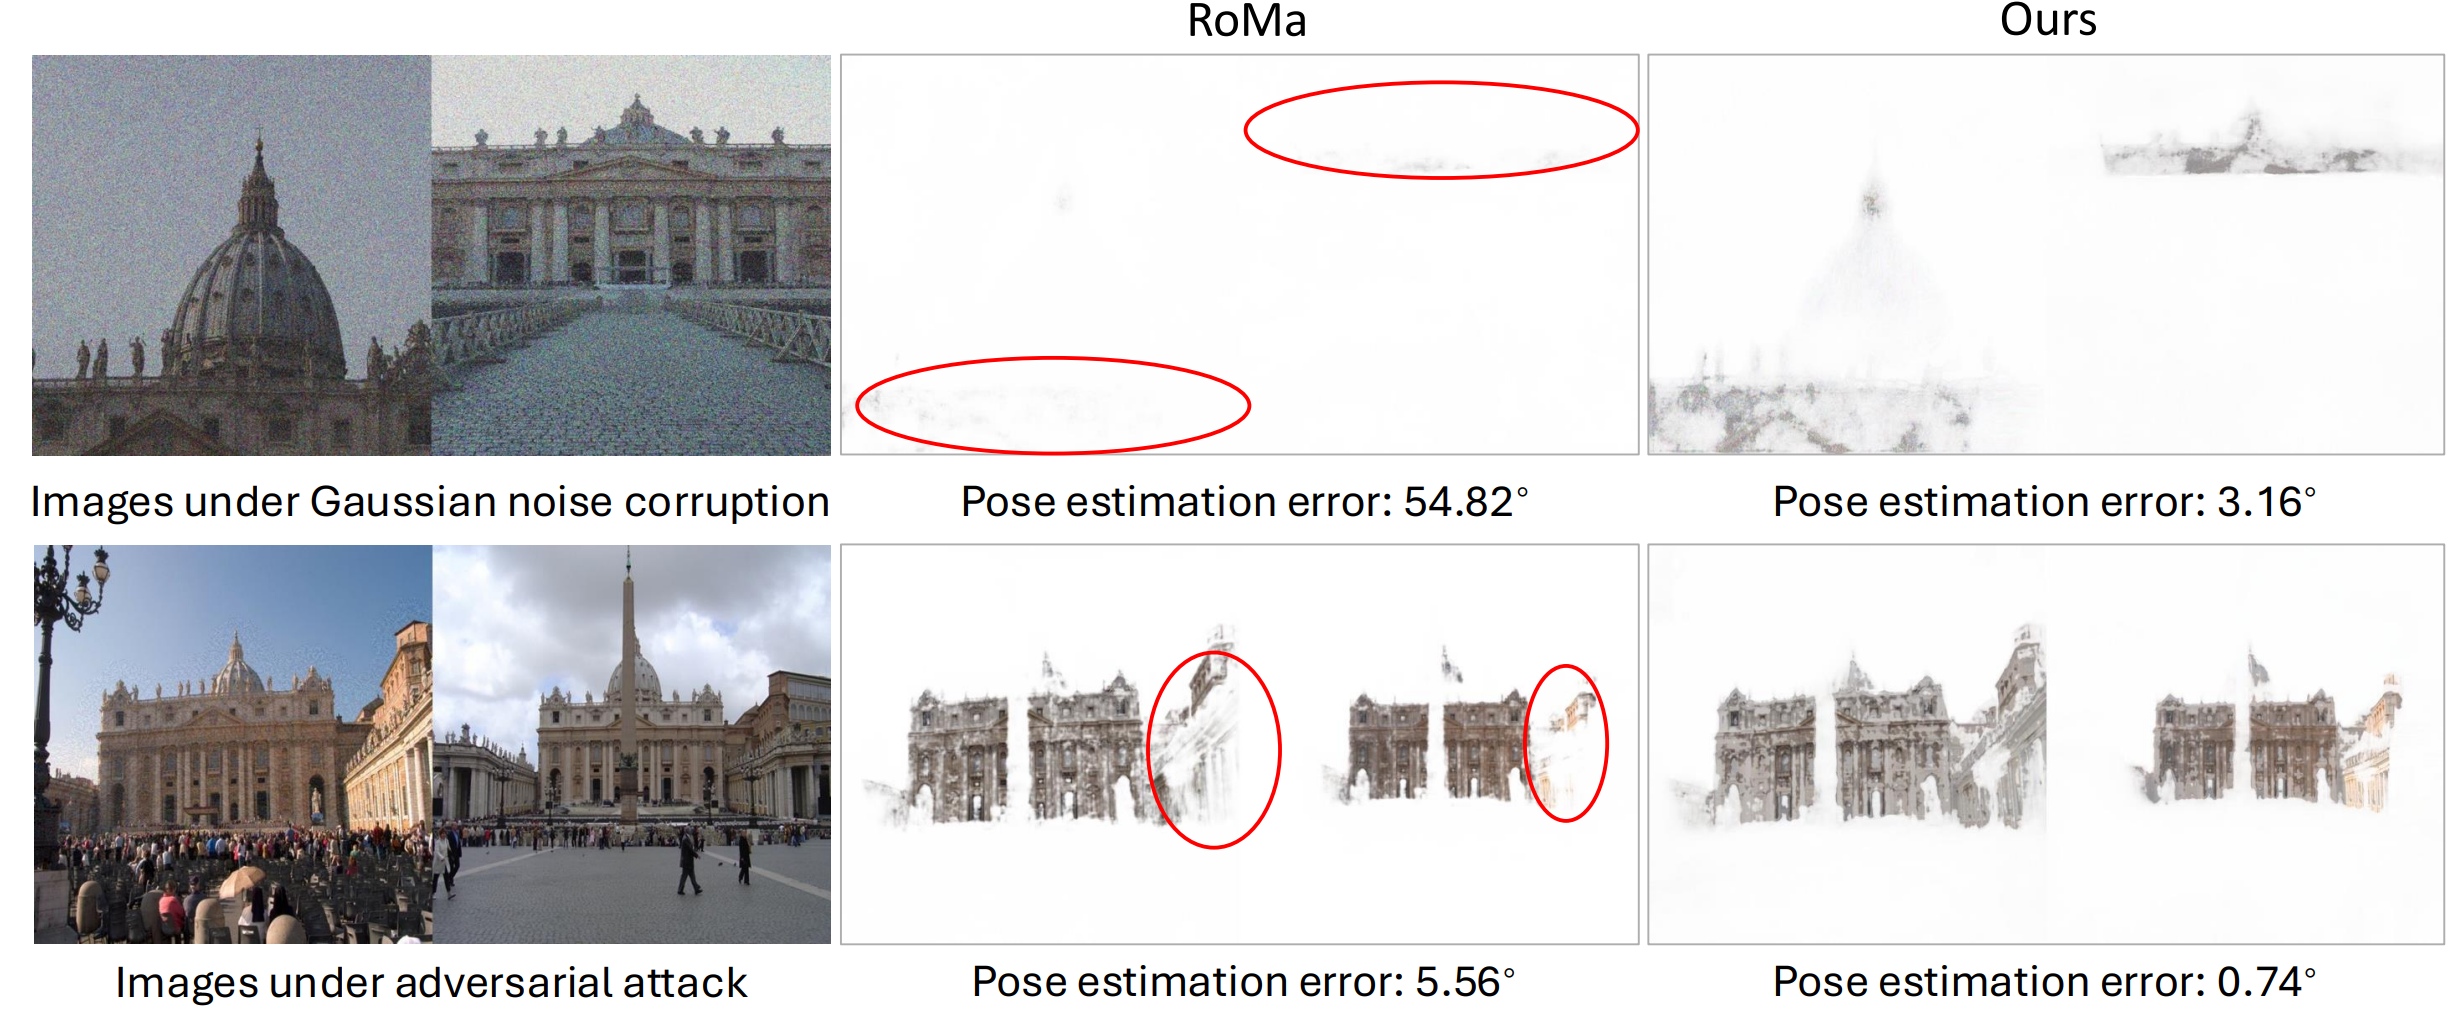 RoMa
Ours
Images under Gaussian noise corruption
Pose estimation error: 54.82°
Pose estimation error: 3.16°
Images under adversarial attack
Pose estimation error: 5.56°
Pose estimation error: 0.74°